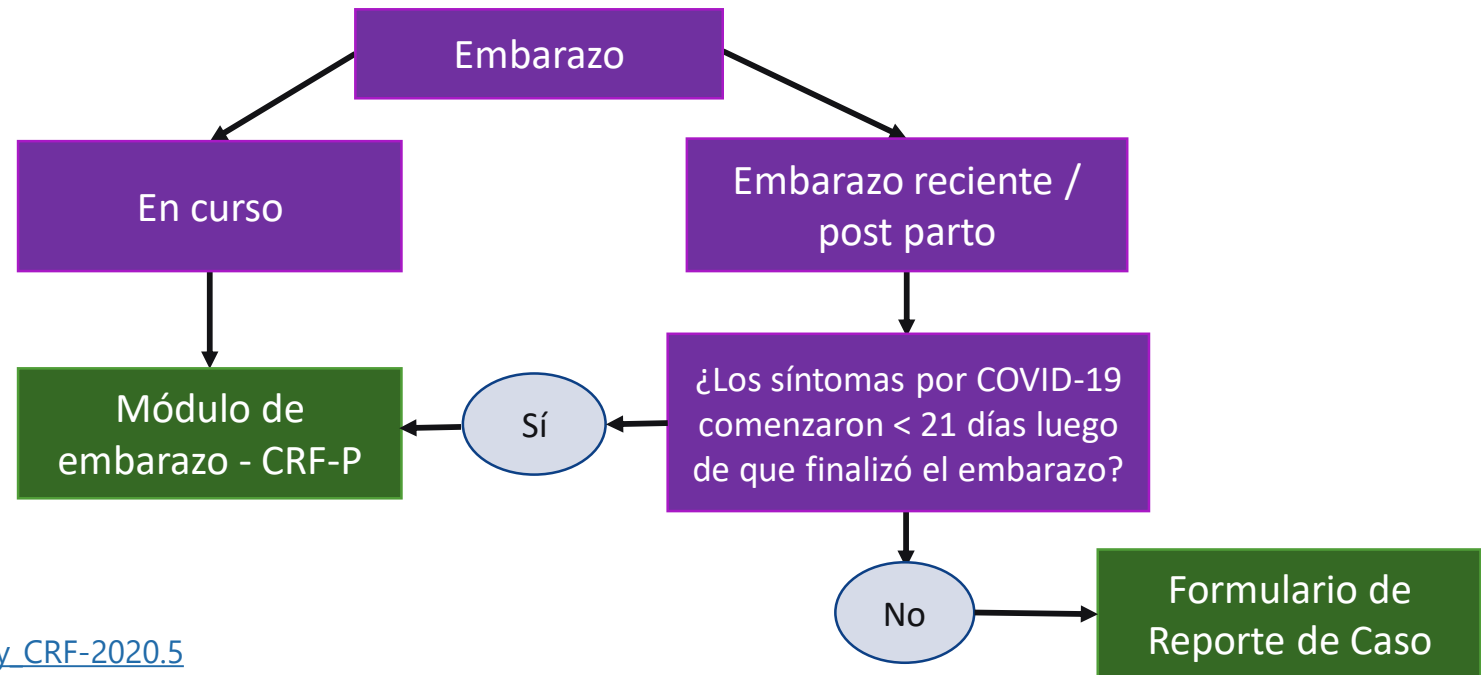 Embarazo
En curso
Embarazo reciente /
post parto
Módulo de
embarazo - CRF-P
Sí
¿Los síntomas por COVID-19
comenzaron < 21 días luego
de que finalizó el embarazo?
No
Formulario de
Reporte de Caso
y_CRF-2020.5